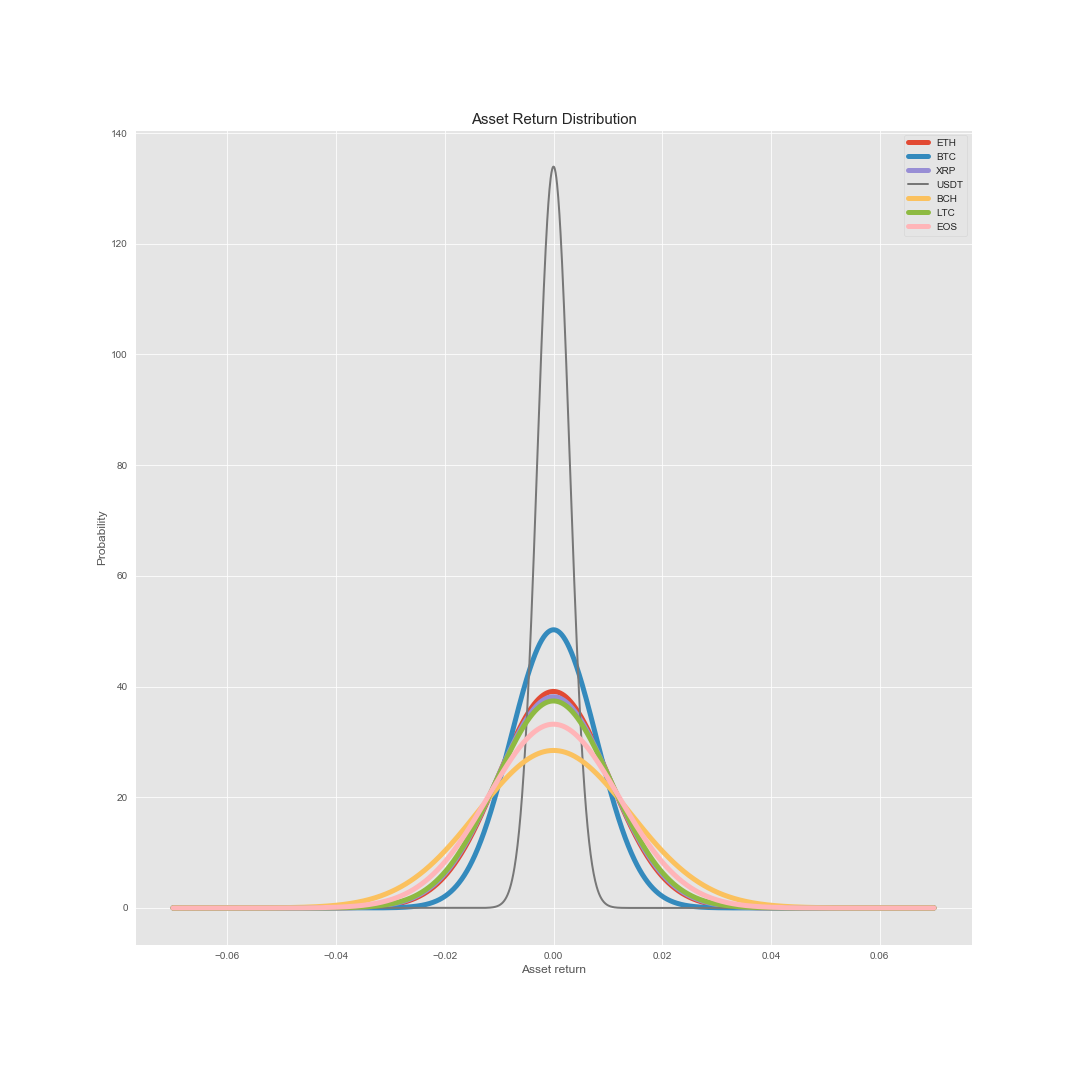 Asset Return Distribution
140
120
100
80
60
40
20
0
Probability
ETH
BTC
XRP
USDT
BCH
LTC
EOS
−0.06
−0.04
−0.02
0.00
0.02
0.04
0.06
Asset return